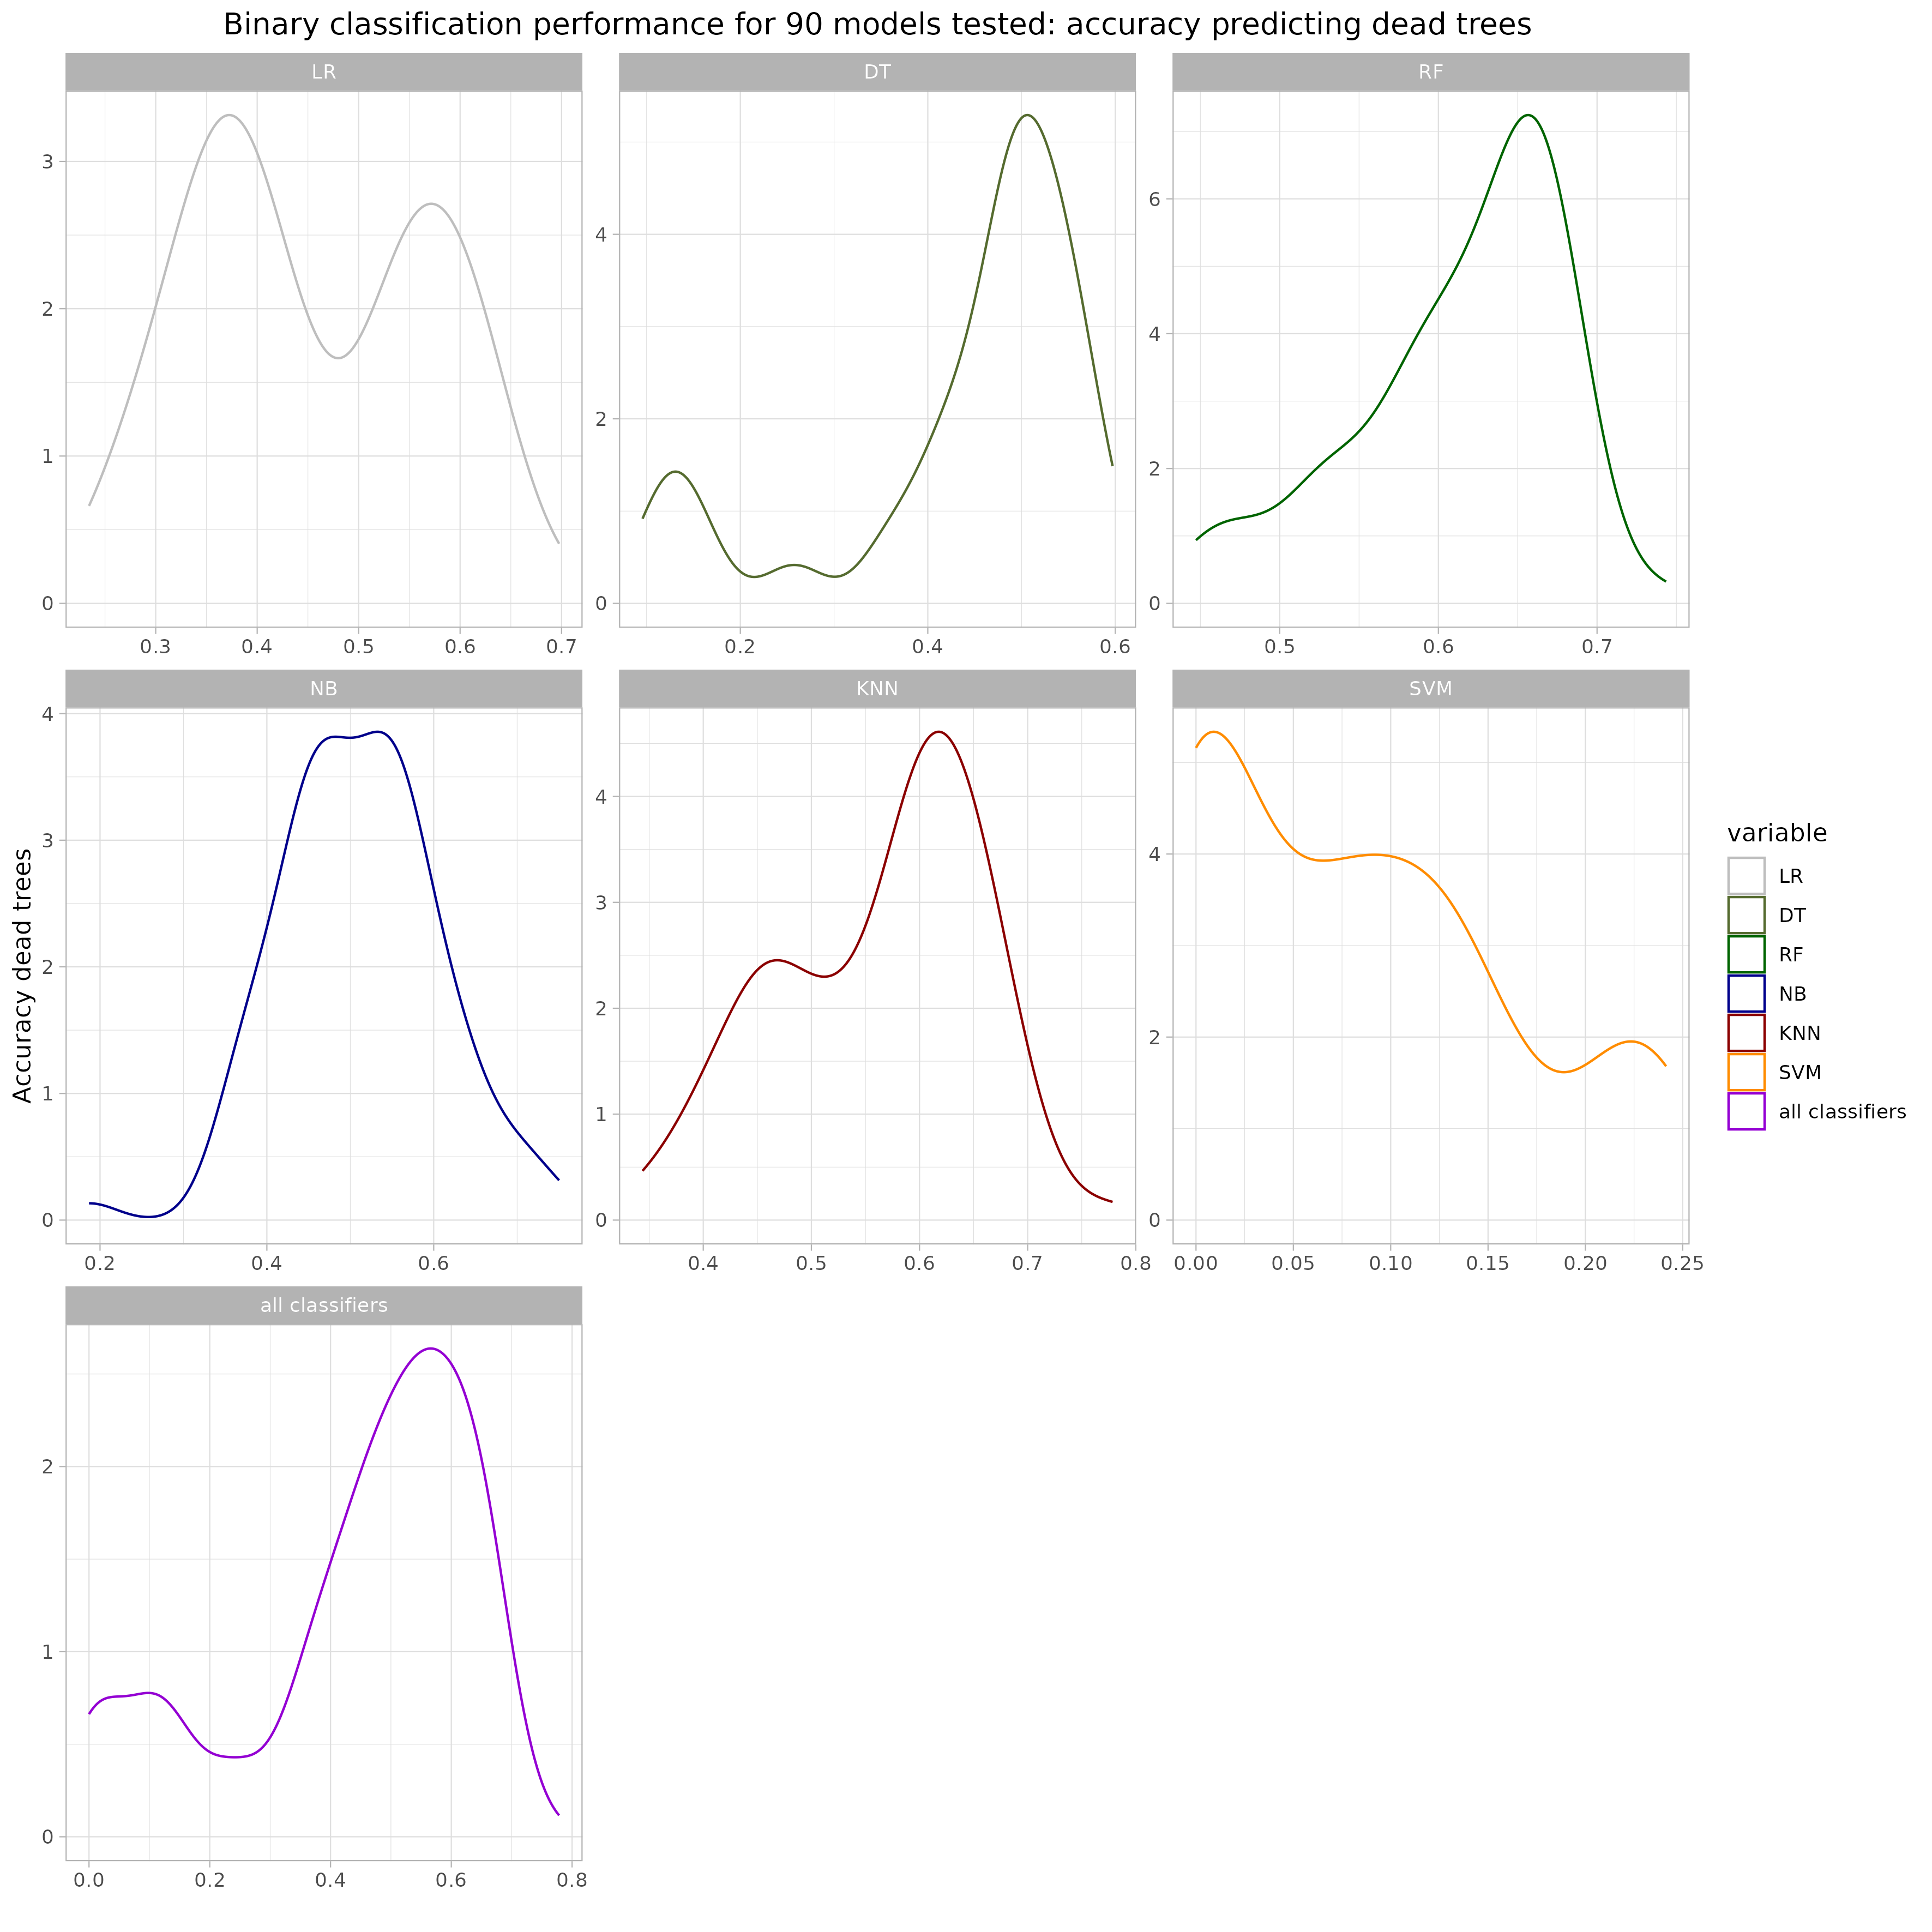 Binary classification performance for 90 models tested: accuracy predicting dead trees
LR DT RF
3 2 1 0
0.3 0.4 0.5 0.6 0.7
4 2 0
0.2 0.4 0.6
6 4 2 0
0.5 0.6 0.7
NB KNN SVM
4 3 2 1 0
0.2 0.4 0.6
4 3 2 1 0
0.4 0.5 0.6 0.7 0.8
4 2 0
0.00 0.05 0.10 0.15 0.20 0.25
all classifiers
2 1 0
0.0 0.2 0.4 0.6 0.8
Accuracy dead trees
variable
LR
DT
RF
NB
KNN
SVM
all classifiers